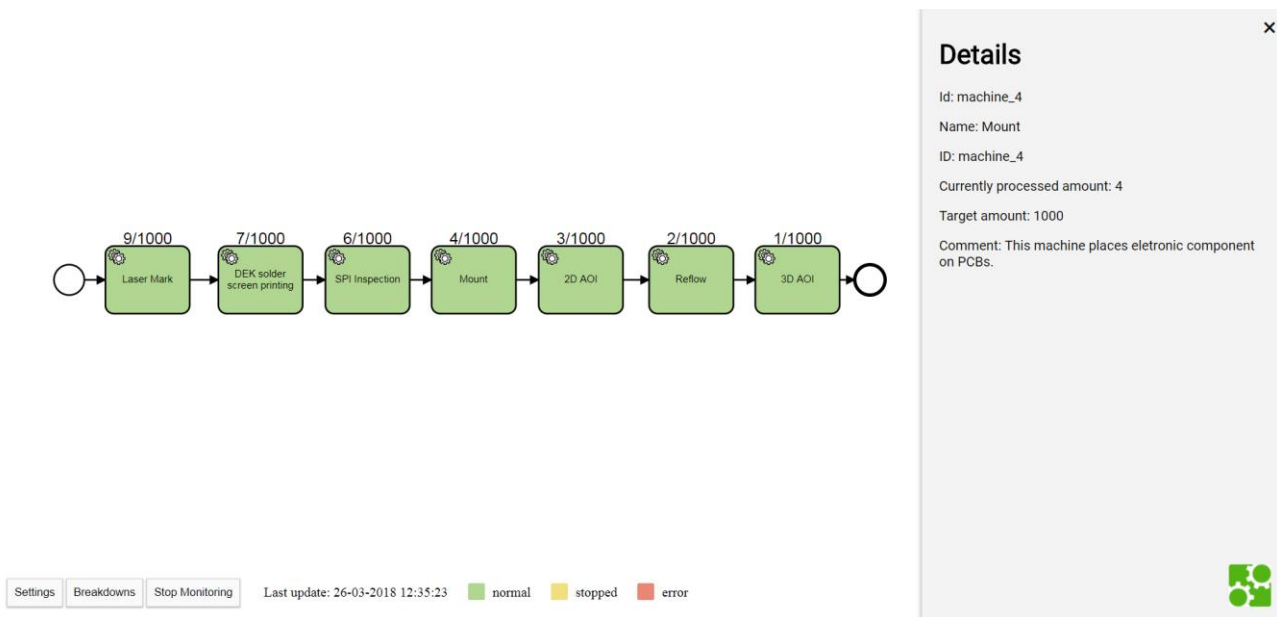 9/1000 7/1000 6/1000 4/1000 3/1000 2/1000 1/1000
Laser Mark
DEK solder
screen printing
SPI Inspection
Mount
2D AOI
Reflow
3D AOI
Settings Breakdowns Stop Monitoring Last update: 26-03-2018 12:35:23 normal stopped error
×
Details
Id: machine_4
Name: Mount
ID: machine_4
Currently processed amount: 4
Target amount: 1000
Comment: This machine places eletronic component
on PCBs.